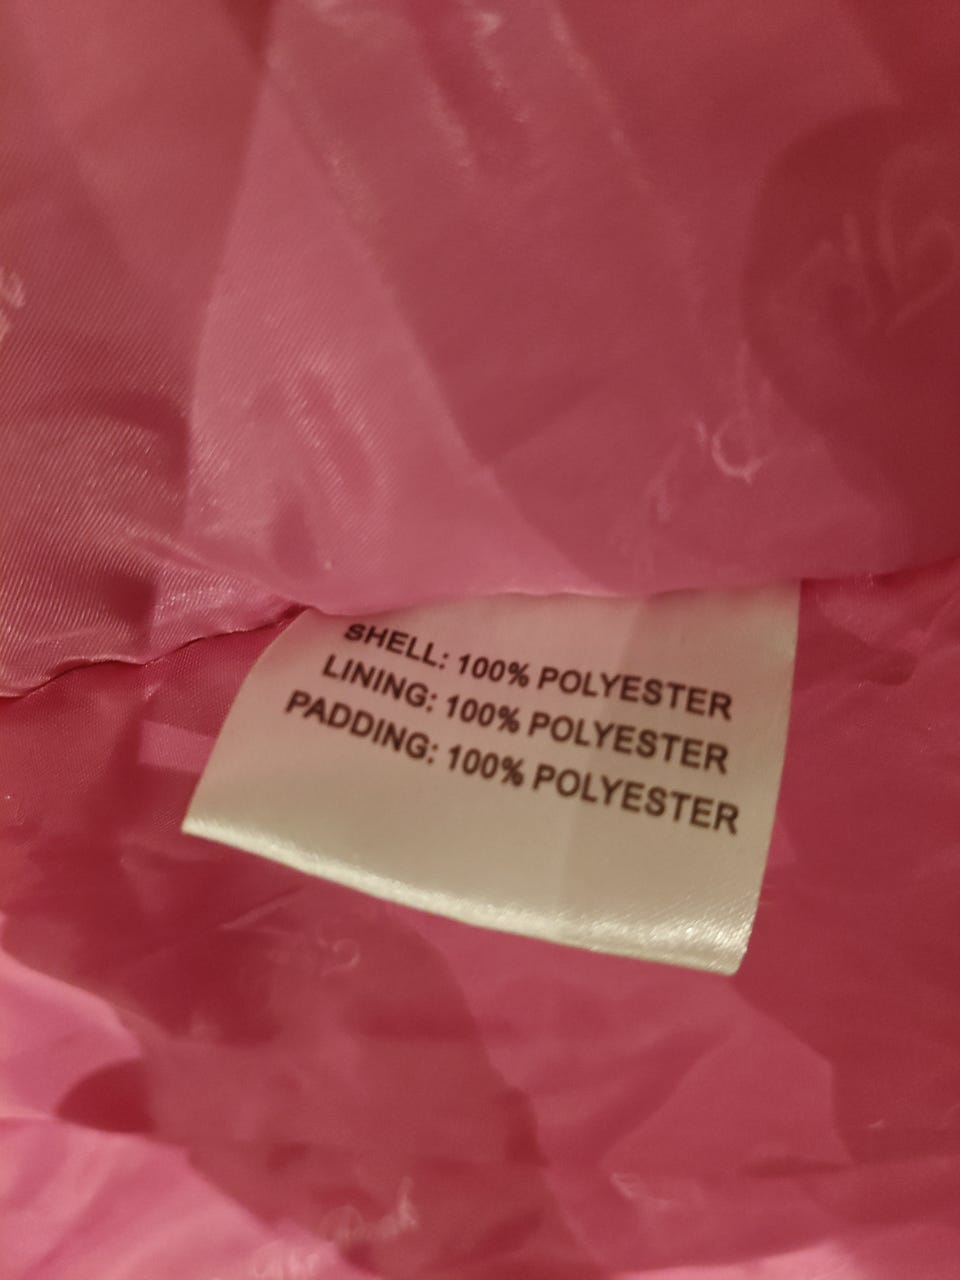 SHELL: 100% POLYESTER
LINING: 100% POLYESTER
PADDING: 100% POLYESTER